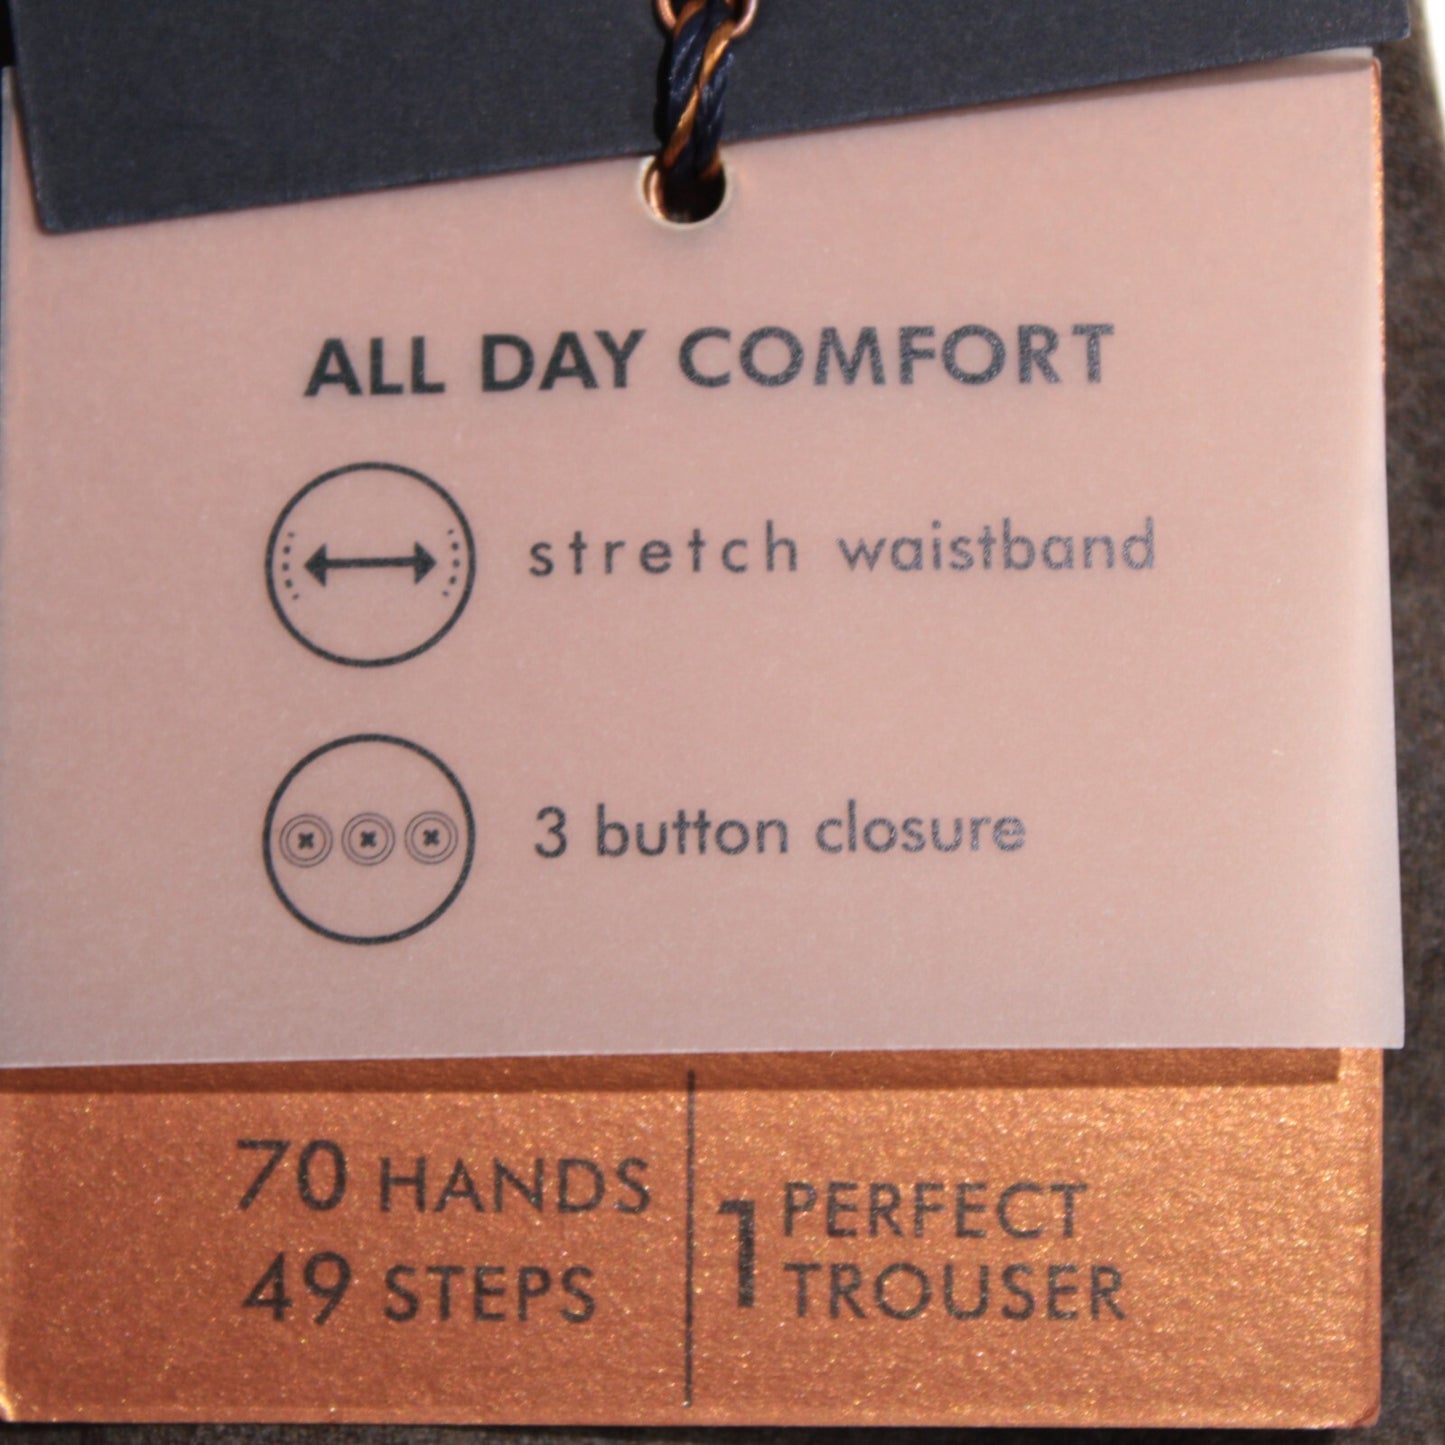 ALL DAY COMFORT
stretch waistband
3 button closure
70 HANDS
49 STEPS
1 PERFECT
TROUSER